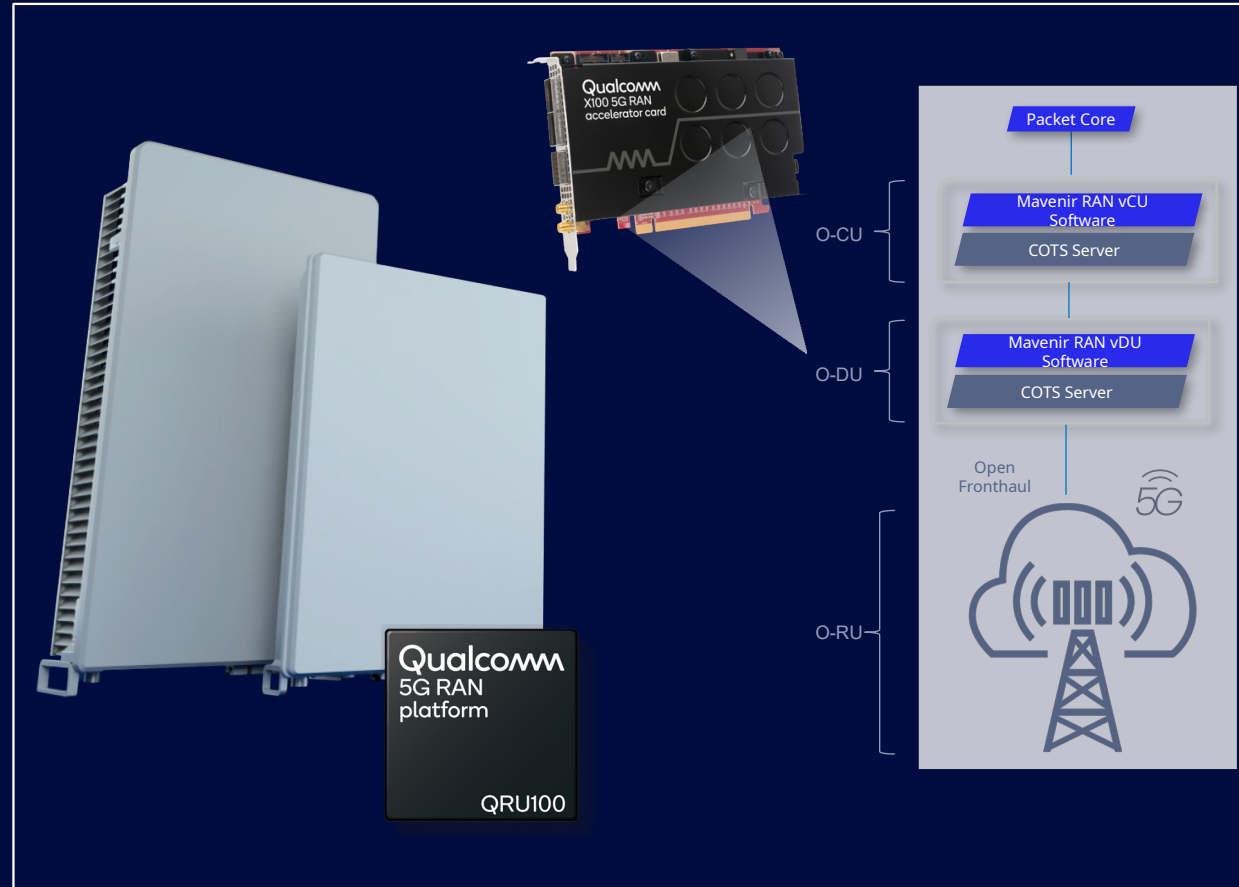 Qualcomm
X100 5G RAN
accelerator card
Qualcomm
5G RAN
platform
QRU100
Packet Core
O-CU
Mavenir RAN vCU
Software
COTS Server
O-DU
Mavenir RAN vDU
Software
COTS Server
Open
Fronthaul
5G
O-RU